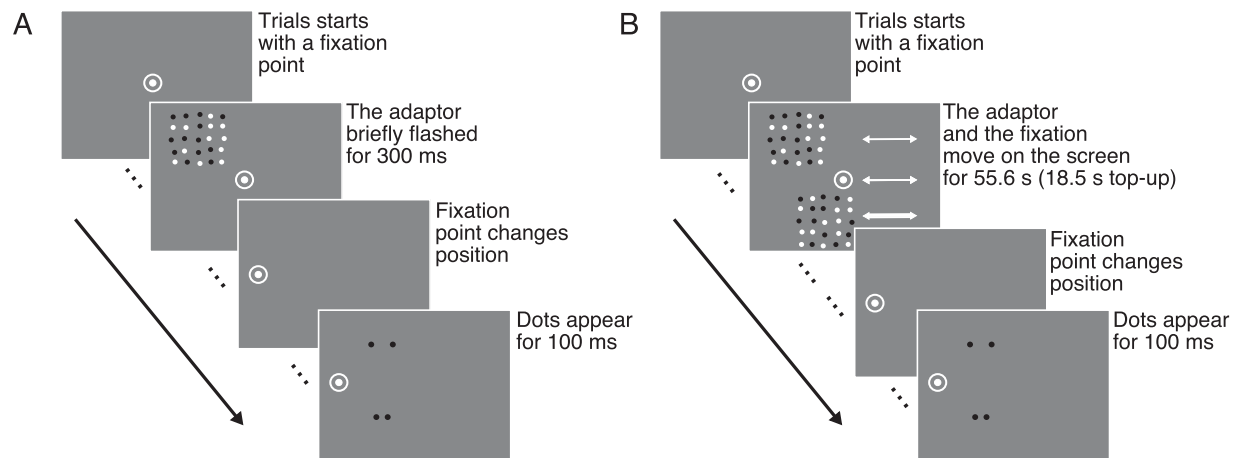 A
Trials starts
with a fixation
point
The adaptor
briefly flashed
for 300 ms
Fixation
point changes
position
Dots appear
for 100 ms
B
Trials starts
with a fixation
point
The adaptor
and the fixation
move on the screen
for 55.6 s (18.5 s top-up)
Fixation
point changes
position
Dots appear
for 100 ms